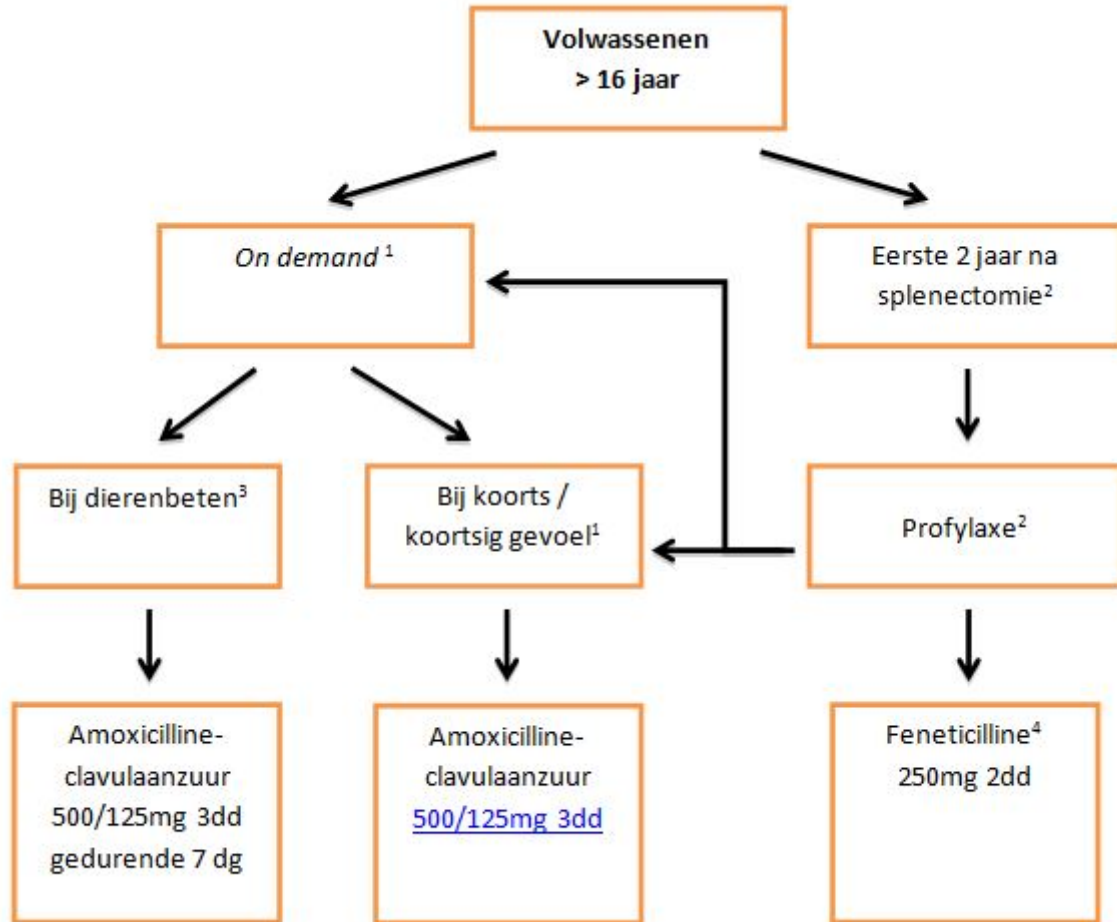 Volwassenen
> 16 jaar
On demand ¹
Eerste 2 jaar na
splenectomie²
Bij dierenbeten³
Bij koorts /
koortsig gevoel¹
Profylaxe²
Amoxicilline-
clavulaanzuur
500/125mg 3dd
gedurende 7 dg
Amoxicilline-
clavulaanzuur
500/125mg 3dd
Feneticilline⁴
250mg 2dd